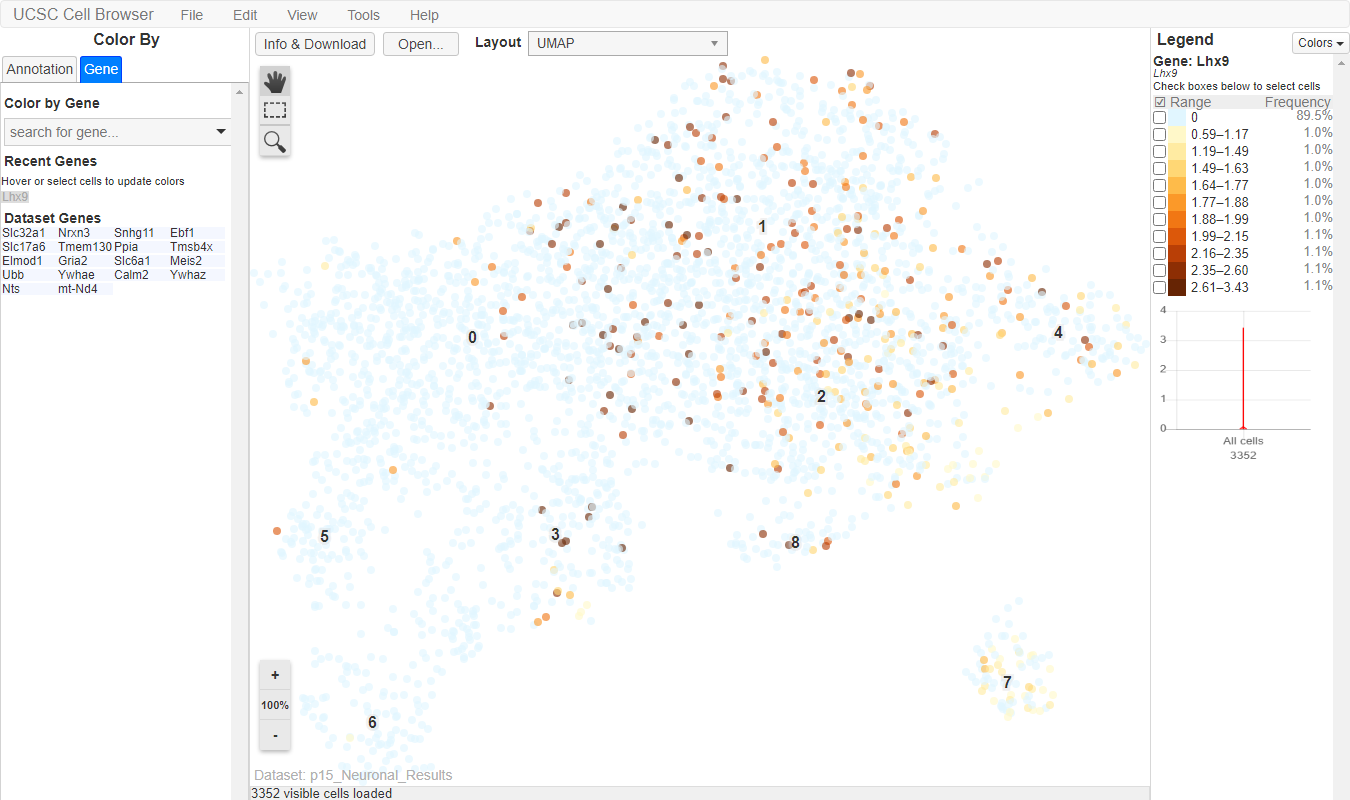 UCSC Cell Browser File Edit View Tools Help
Color By
Annotation Gene
Color by Gene
search for gene...
Recent Genes
Hover or select cells to update colors
Lhx9
Dataset Genes
Slc32a1 Nrxn3 Snhg11 Ebf1
Slc17a6 Tmem130 Ppia Tmsb4x
Elmod1 Gria2 Slc6a1 Meis2
Ubb Ywhae Calm2 Ywhaz
Nts mt-Nd4
Info & Download Open... Layout UMAP
1
0
4
2
5
3
8
7
6
+
100%
-
Dataset: p15_Neuronal_Results
3352 visible cells loaded
Legend Colors
Gene: Lhx9
Lhx9
Check boxes below to select cells
Range Frequency
0 89.5%
0.59–1.17 1.0%
1.19–1.49 1.0%
1.49–1.63 1.0%
1.64–1.77 1.0%
1.77–1.88 1.0%
1.88–1.99 1.0%
1.99–2.15 1.1%
2.16–2.35 1.1%
2.35–2.60 1.1%
2.61–3.43 1.1%
4
3
2
1
0
All cells
3352